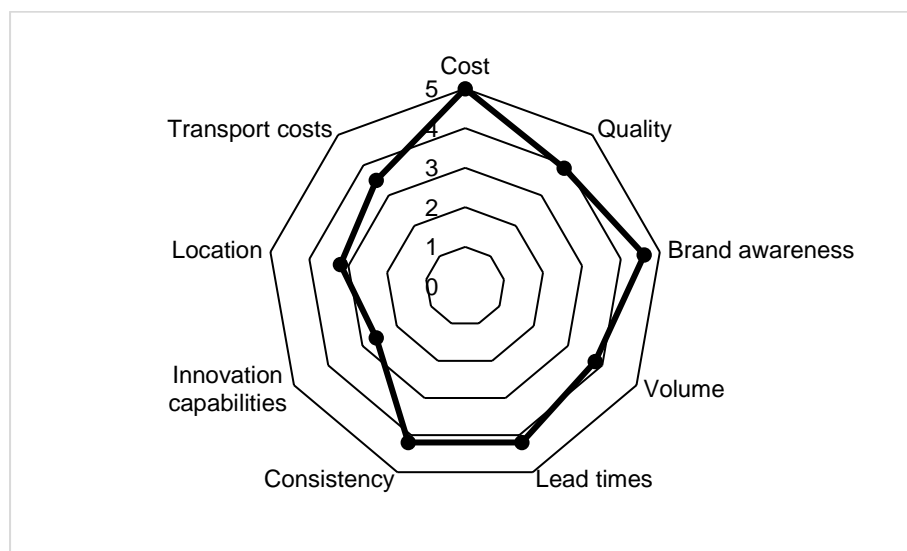 Cost
5
Transport costs
4
Quality
3
2
Location
1
Brand awareness
0
Innovation
capabilities
Volume
Consistency
Lead times